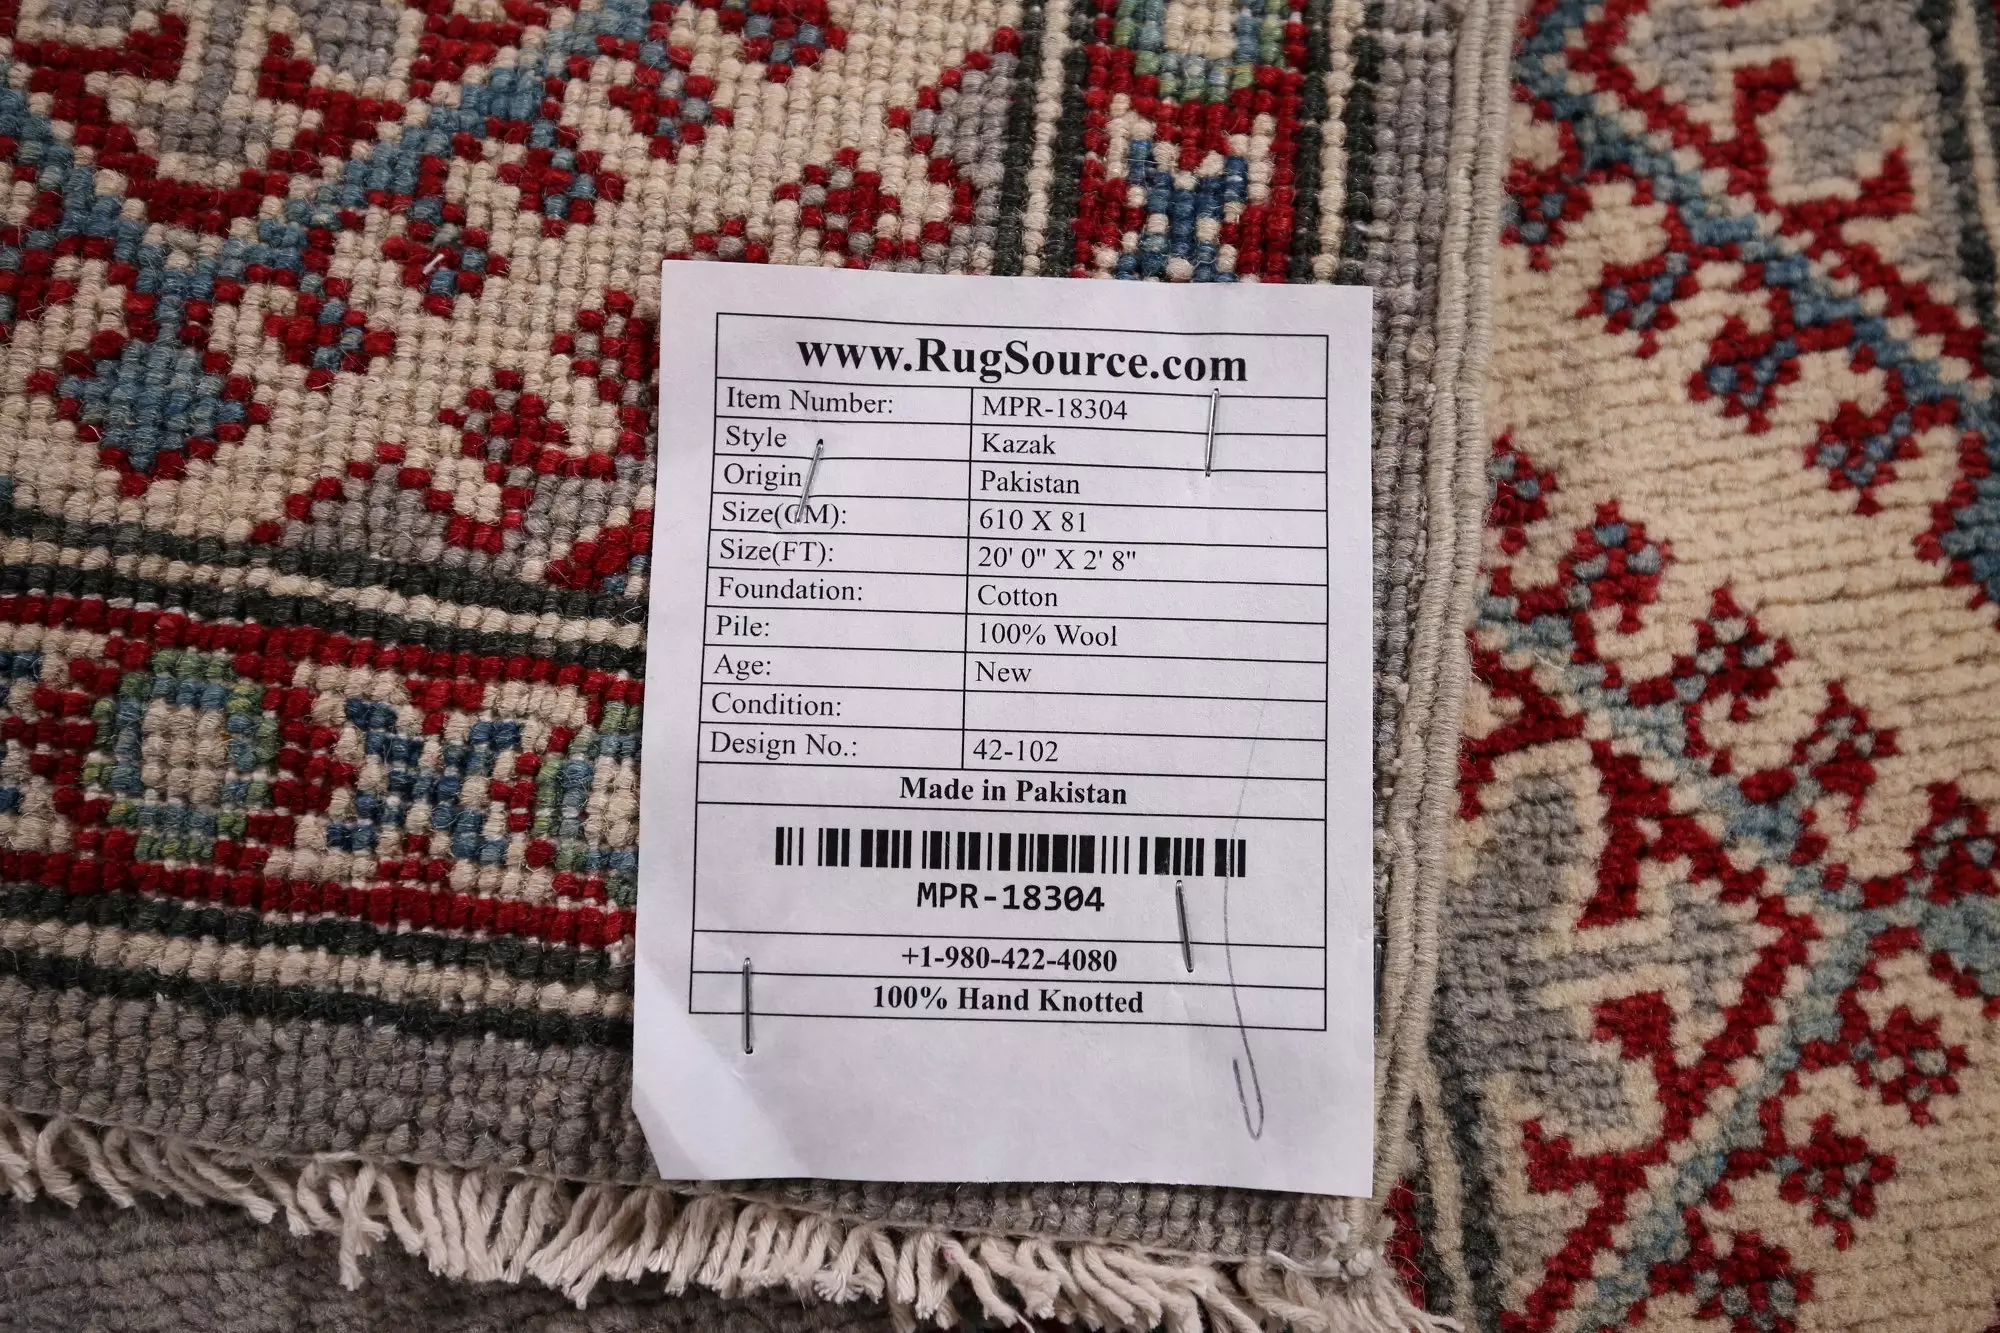 www.RugSource.com
Item Number: MPR-18304
Style Kazak
Origin Pakistan
Size(CM): 610 X 81
Size(FT): 20' 0" X 2' 8"
Foundation: Cotton
Pile: 100% Wool
Age: New
Condition:
Design No.: 42-102
Made in Pakistan
MPR-18304
+1-980-422-4080
100% Hand Knotted